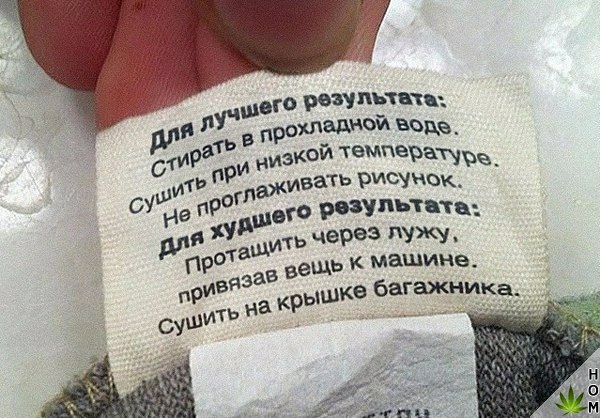 Для лучшего результата:
Стирать в прохладной воде.
Сушить при низкой температуре.
Не проглаживать рисунок.
Для худшего результата:
Протащить через лужу,
привязав вещь к машине.
Сушить на крышке багажника.
НОМ